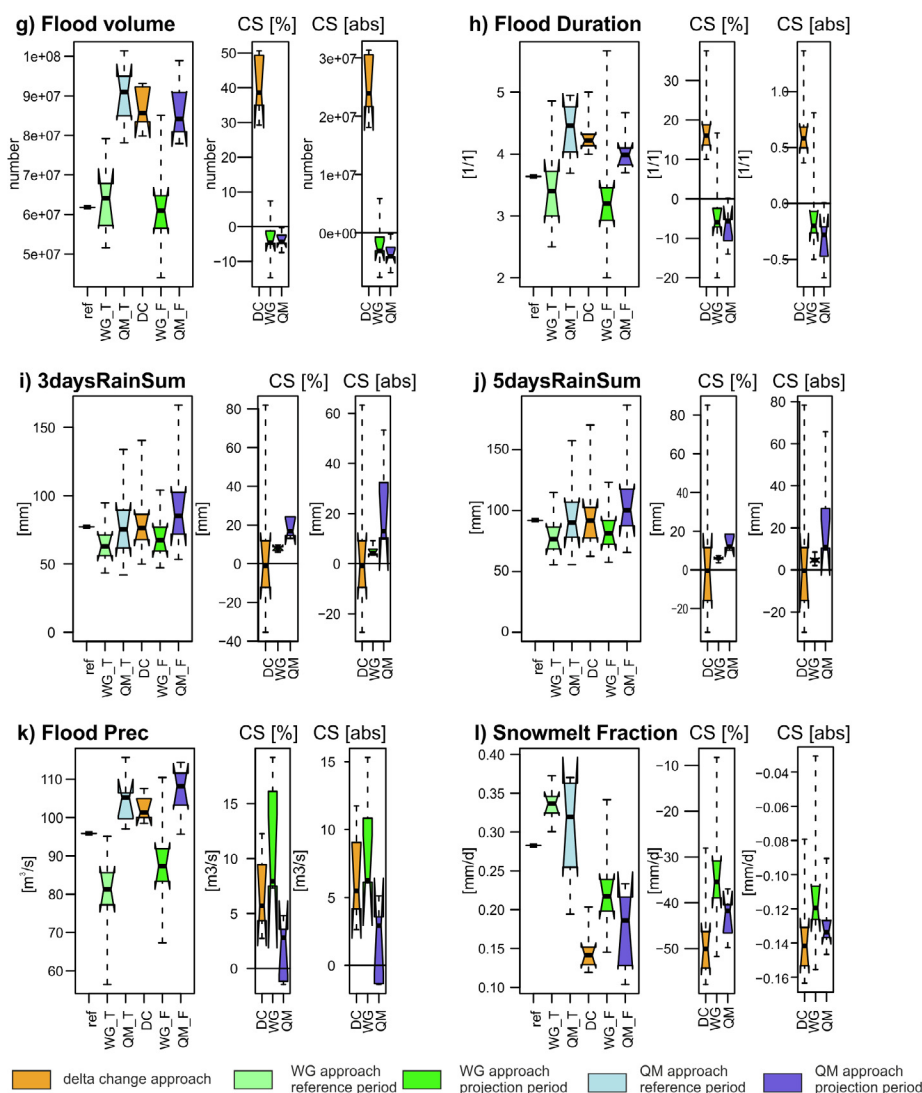 g) Flood volume
CS [%]
CS [abs]
number
1e+08
9e+07
8e+07
7e+07
6e+07
5e+07
ref
WG_T
QM_T
DC
WG_F
QM_F
number
50
40
30
20
10
0
−10
DC
WG
QM
number
3e+07
2e+07
1e+07
0e+00
DC
WG
QM
h) Flood Duration
CS [%]
CS [abs]
[1/1]
5
4
3
2
ref
WG_T
QM_T
DC
WG_F
QM_F
[1/1]
30
20
10
0
−10
−20
DC
WG
QM
[1/1]
1.0
0.5
0.0
−0.5
DC
WG
QM
i) 3daysRainSum
CS [%]
CS [abs]
[mm]
150
100
50
0
ref
WG_T
QM_T
DC
WG_F
QM_F
[mm]
80
60
40
20
0
−20
−40
DC
WG
QM
[mm]
60
40
20
0
−20
DC
WG
QM
j) 5daysRainSum
CS [%]
CS [abs]
[mm]
150
100
50
0
ref
WG_T
QM_T
DC
WG_F
QM_F
[mm]
80
60
40
20
0
−20
DC
WG
QM
[mm]
80
60
40
20
0
−20
DC
WG
QM
k) Flood Prec
CS [%]
CS [abs]
[m³/s]
110
100
90
80
70
60
ref
WG_T
QM_T
DC
WG_F
QM_F
[m3/s]
15
10
5
0
DC
WG
QM
[m3/s]
15
10
5
0
DC
WG
QM
l) Snowmelt Fraction
CS [%]
CS [abs]
[mm/d]
0.40
0.35
0.30
0.25
0.20
0.15
0.10
ref
WG_T
QM_T
DC
WG_F
QM_F
[mm/d]
−10
−20
−30
−40
−50
DC
WG
QM
[mm/d]
−0.04
−0.06
−0.08
−0.10
−0.12
−0.14
−0.16
DC
WG
QM
delta change approach
WG approach
reference period
WG approach
projection period
QM approach
reference period
QM approach
projection period